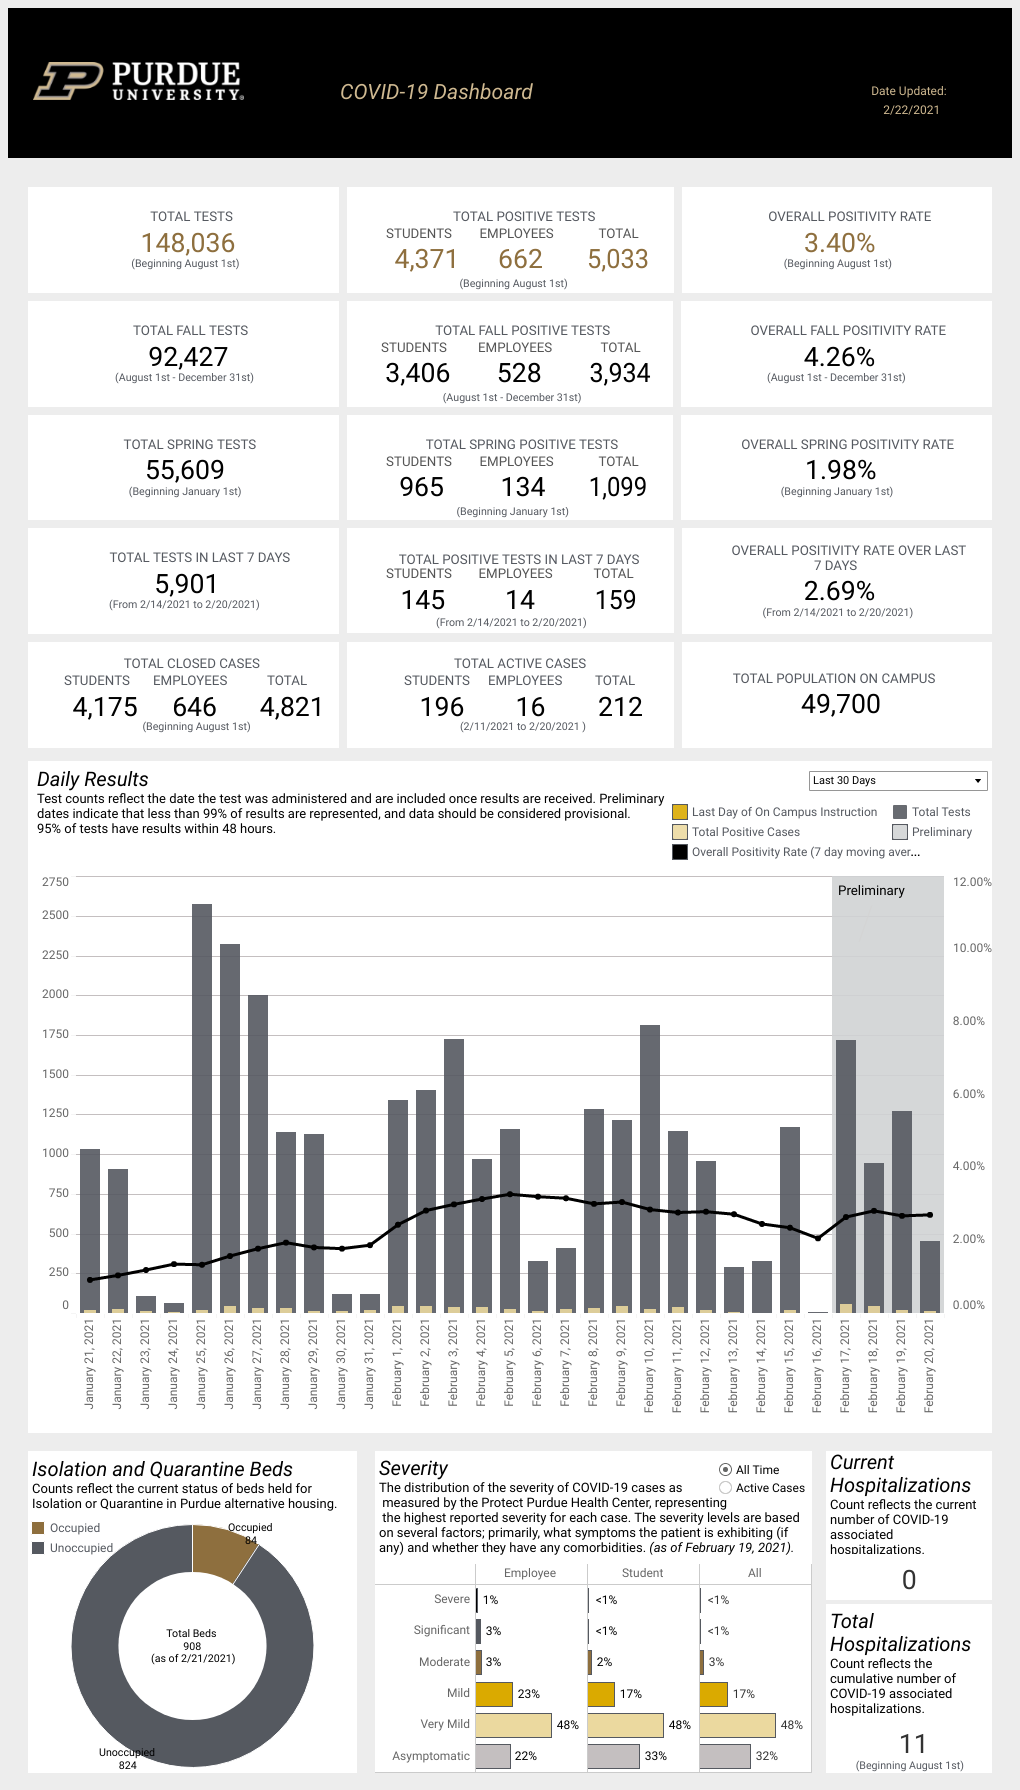 PURDUE
UNIVERSITY®
COVID-19 Dashboard
Date Updated:
2/22/2021
TOTAL TESTS
148,036
(Beginning August 1st)
TOTAL POSITIVE TESTS
STUDENTS EMPLOYEES TOTAL
4,371 662 5,033
(Beginning August 1st)
OVERALL POSITIVITY RATE
3.40%
(Beginning August 1st)
TOTAL FALL TESTS
92,427
(August 1st - December 31st)
TOTAL FALL POSITIVE TESTS
STUDENTS EMPLOYEES TOTAL
3,406 528 3,934
(August 1st - December 31st)
OVERALL FALL POSITIVITY RATE
4.26%
(August 1st - December 31st)
TOTAL SPRING TESTS
55,609
(Beginning January 1st)
TOTAL SPRING POSITIVE TESTS
STUDENTS EMPLOYEES TOTAL
965 134 1,099
(Beginning January 1st)
OVERALL SPRING POSITIVITY RATE
1.98%
(Beginning January 1st)
TOTAL TESTS IN LAST 7 DAYS
5,901
(From 2/14/2021 to 2/20/2021)
TOTAL POSITIVE TESTS IN LAST 7 DAYS
STUDENTS EMPLOYEES TOTAL
145 14 159
(From 2/14/2021 to 2/20/2021)
OVERALL POSITIVITY RATE OVER LAST
7 DAYS
2.69%
(From 2/14/2021 to 2/20/2021)
TOTAL CLOSED CASES
STUDENTS EMPLOYEES TOTAL
4,175 646 4,821
(Beginning August 1st)
TOTAL ACTIVE CASES
STUDENTS EMPLOYEES TOTAL
196 16 212
(2/11/2021 to 2/20/2021 )
TOTAL POPULATION ON CAMPUS
49,700
Daily Results
Test counts reflect the date the test was administered and are included once results are received. Preliminary
dates indicate that less than 99% of results are represented, and data should be considered provisional.
95% of tests have results within 48 hours.
Last 30 Days
Last Day of On Campus Instruction
Total Tests
Total Positive Cases
Preliminary
Overall Positivity Rate (7 day moving aver...
2750
2500
2250
2000
1750
1500
1250
1000
750
500
250
0
Preliminary
12.00%
10.00%
8.00%
6.00%
4.00%
2.00%
0.00%
January 21, 2021
January 22, 2021
January 23, 2021
January 24, 2021
January 25, 2021
January 26, 2021
January 27, 2021
January 28, 2021
January 29, 2021
January 30, 2021
January 31, 2021
February 1, 2021
February 2, 2021
February 3, 2021
February 4, 2021
February 5, 2021
February 6, 2021
February 7, 2021
February 8, 2021
February 9, 2021
February 10, 2021
February 11, 2021
February 12, 2021
February 13, 2021
February 14, 2021
February 15, 2021
February 16, 2021
February 17, 2021
February 18, 2021
February 19, 2021
February 20, 2021
Isolation and Quarantine Beds
Counts reflect the current status of beds held for
Isolation or Quarantine in Purdue alternative housing.
Occupied
Unoccupied
Occupied
84
Total Beds
908
(as of 2/21/2021)
Unoccupied
824
Severity
All Time
Active Cases
The distribution of the severity of COVID-19 cases as
measured by the Protect Purdue Health Center, representing
the highest reported severity for each case. The severity levels are based
on several factors; primarily, what symptoms the patient is exhibiting (if
any) and whether they have any comorbidities. (as of February 19, 2021).
Employee Student All
Severe 1% <1% <1%
Significant 3% <1% <1%
Moderate 3% 2% 3%
Mild 23% 17% 17%
Very Mild 48% 48% 48%
Asymptomatic 22% 33% 32%
Current
Hospitalizations
Count reflects the current
number of COVID-19
associated
hospitalizations.
0
Total
Hospitalizations
Count reflects the
cumulative number of
COVID-19 associated
hospitalizations.
11
(Beginning August 1st)